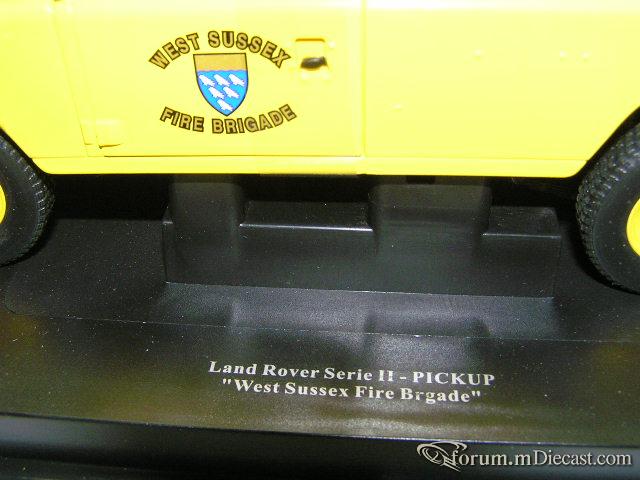 WEST SUSSEX
FIRE BRIGADE
Land Rover Serie II - PICKUP
"West Sussex Fire Brgade"
forum.mDiecast.com